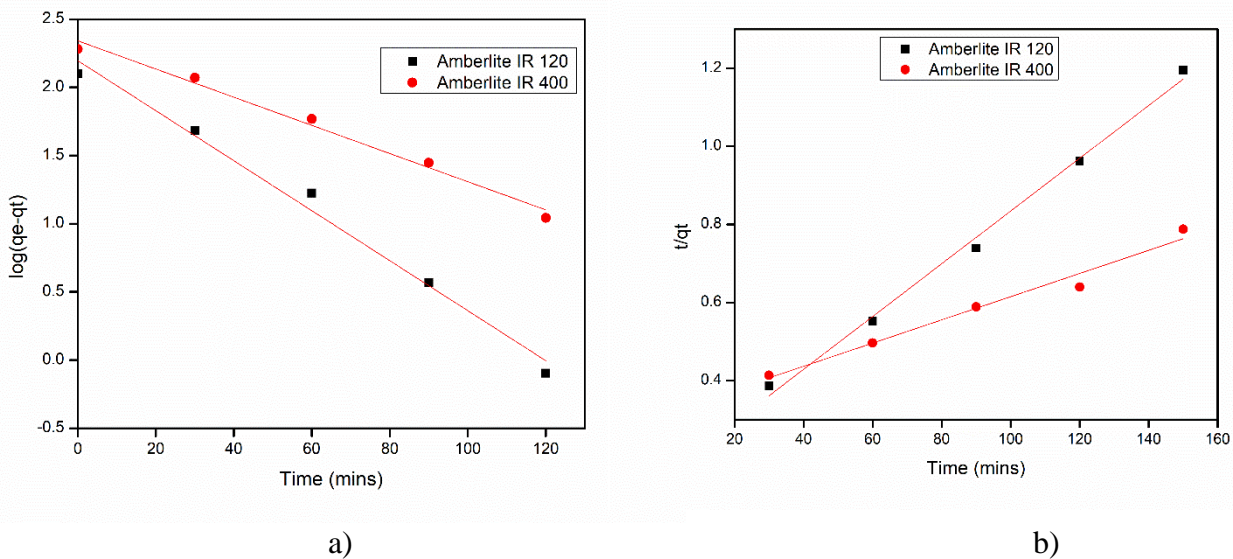 2.5
2.0
1.5
1.0
0.5
0.0
-0.5
log(qe-qt)
Amberlite IR 120
Amberlite IR 400
0 20 40 60 80 100 120
Time (mins)
a)
1.2
1.0
0.8
0.6
0.4
t/qt
Amberlite IR 120
Amberlite IR 400
20 40 60 80 100 120 140 160
Time (mins)
b)